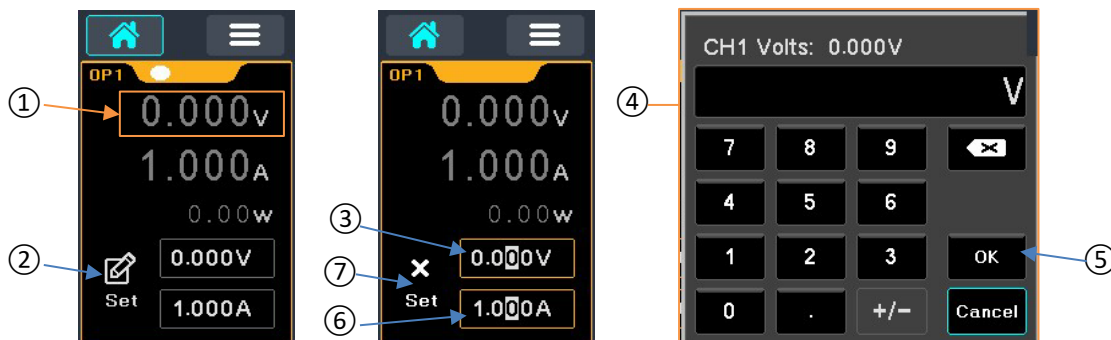 OP1
① 0.000V
1.000A
0.00W
② 0.000V
Set
1.000A
OP1
0.000V
1.000A
0.00W
③ 0.000V
⑦ Set
⑥ 1.000A
④
CH1 Volts: 0.000V
V
7 8 9
4 5 6
1 2 3 OK ⑤
0 . +/- Cancel